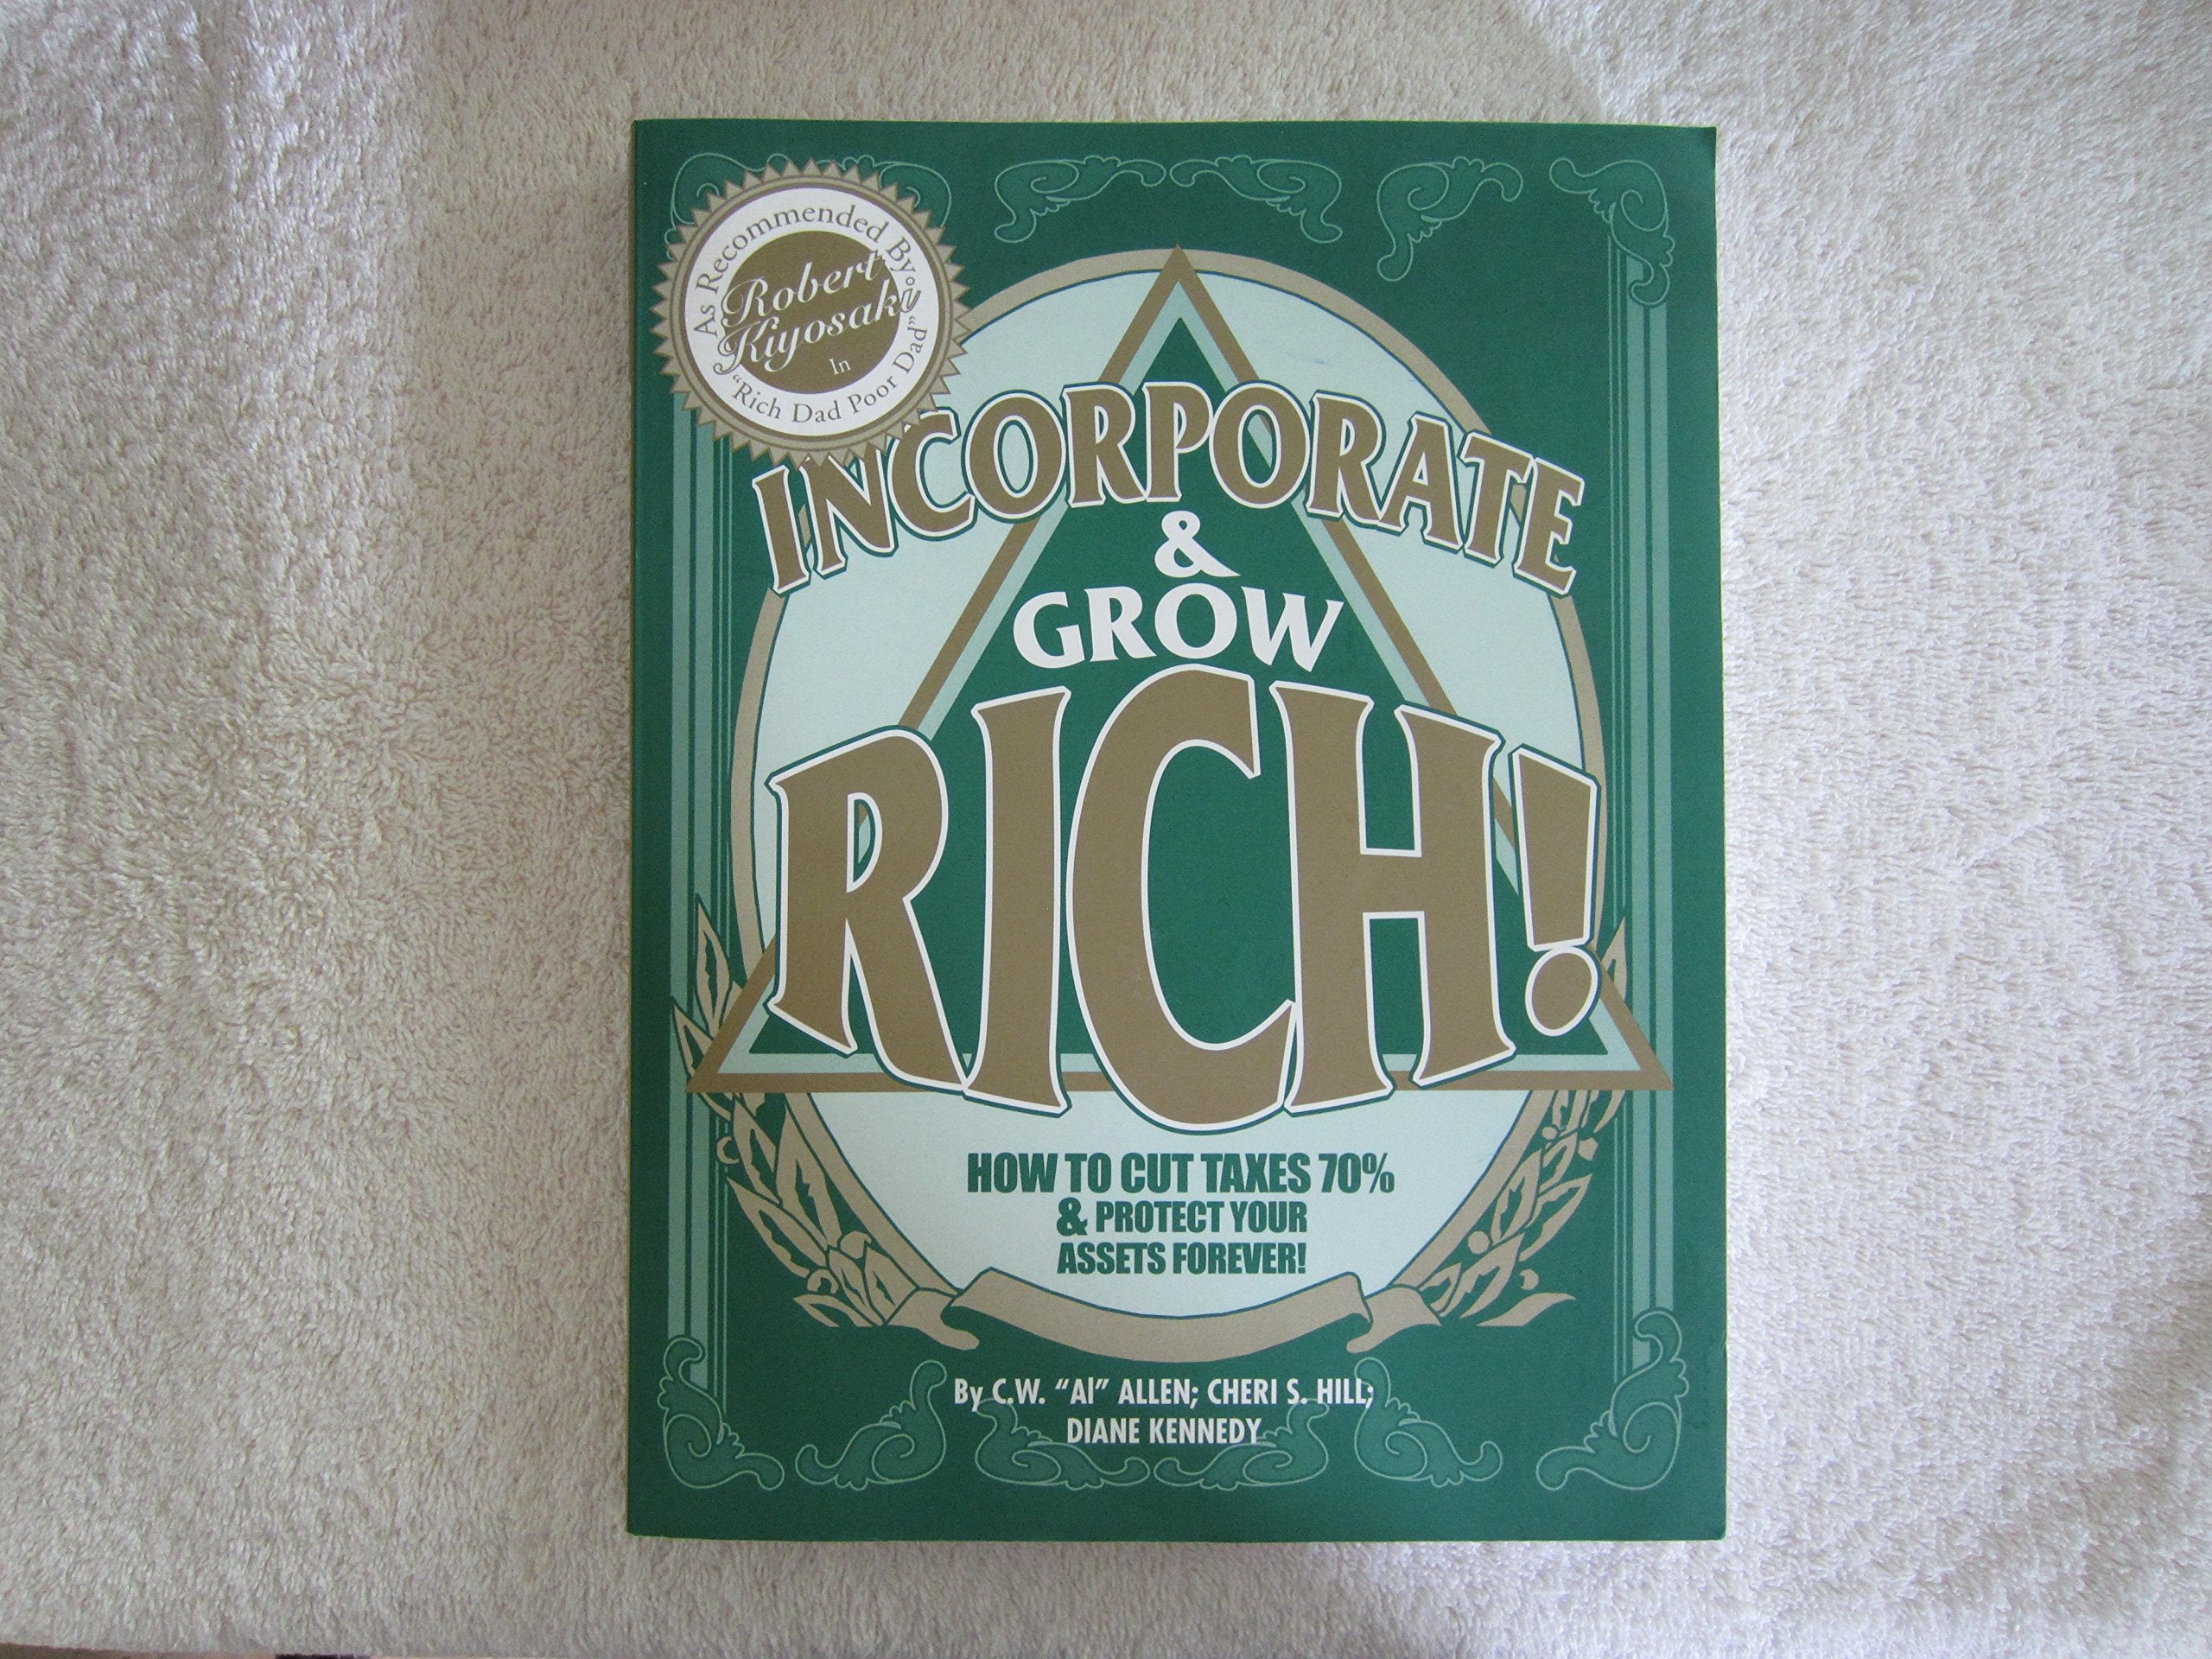 As Recommended By:
Robert
Kiyosaki
In
"Rich Dad Poor Dad"
INCORPORATE
&
GROW
RICH!
HOW TO CUT TAXES 70%
& PROTECT YOUR
ASSETS FOREVER!
By C.W. "Al" ALLEN; CHERI S. HILL;
DIANE KENNEDY